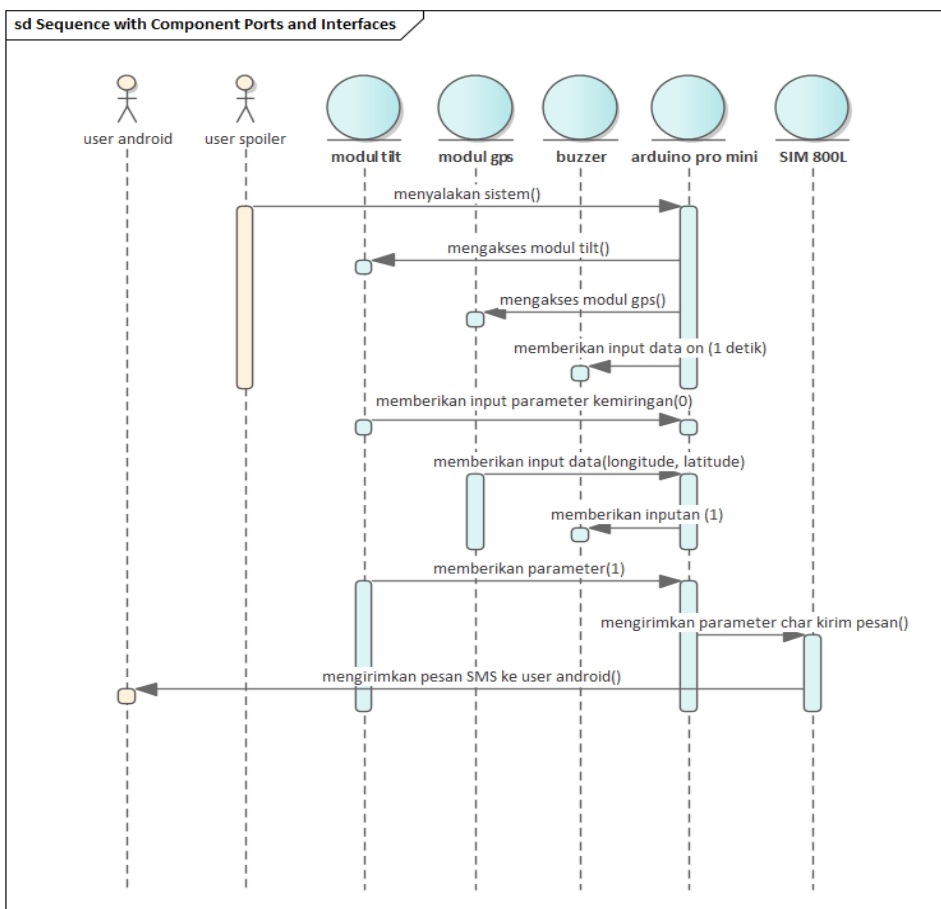 sd Sequence with Component Ports and Interfaces
user android
user spoiler
modul tilt
modul gps
buzzer
arduino pro mini
SIM 800L
menyalakan sistem()
mengakses modul tilt()
mengakses modul gps()
memberikan input data on (1 detik)
memberikan input parameter kemiringan(0)
memberikan input data(longitude, latitude)
memberikan inputan (1)
memberikan parameter(1)
mengirimkan parameter char kirim pesan()
mengirimkan pesan SMS ke user android()